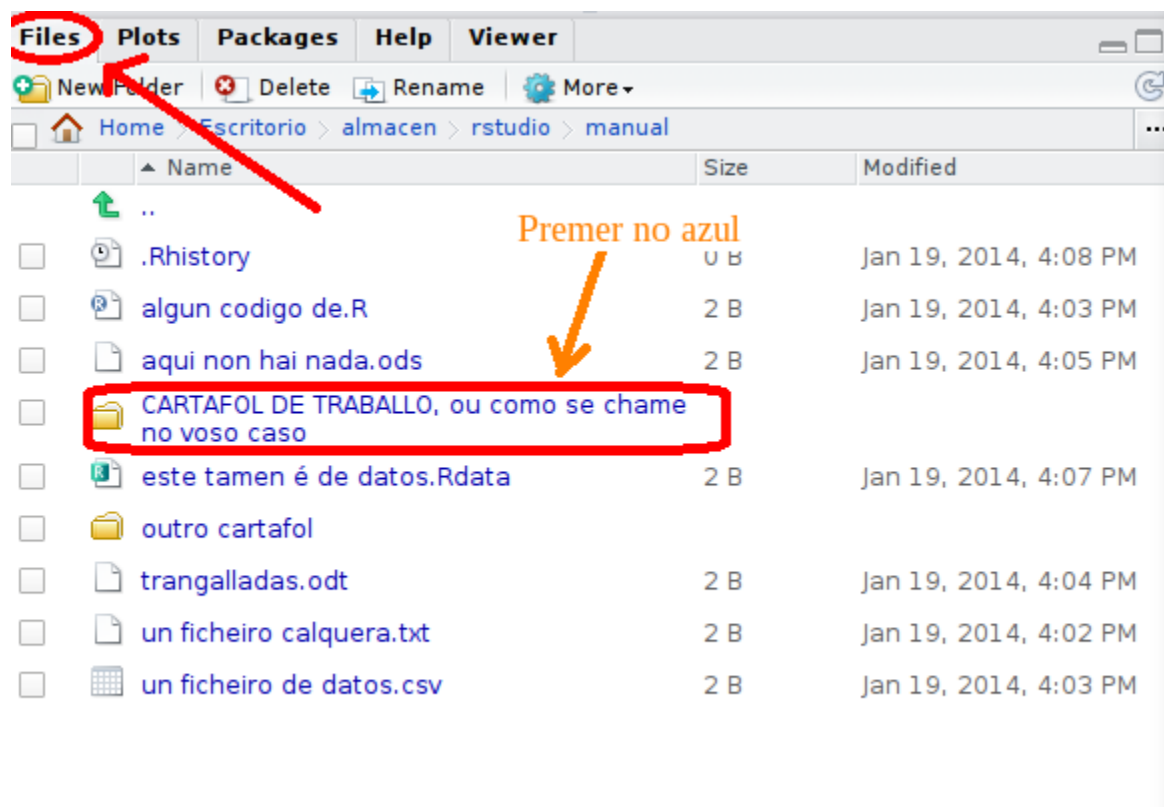 Files Plots Packages Help Viewer
New Folder Delete Rename More
Home > Escritorio > almacen > rstudio > manual ...
Name Size Modified
..
Premer no azul
.Rhistory 0 B Jan 19, 2014, 4:08 PM
algun codigo de.R 2 B Jan 19, 2014, 4:03 PM
aqui non hai nada.ods 2 B Jan 19, 2014, 4:05 PM
CARTAFOL DE TRABALLO, ou como se chame
no voso caso
este tamen é de datos.Rdata 2 B Jan 19, 2014, 4:07 PM
outro cartafol
trangalladas.odt 2 B Jan 19, 2014, 4:04 PM
un ficheiro calquera.txt 2 B Jan 19, 2014, 4:02 PM
un ficheiro de datos.csv 2 B Jan 19, 2014, 4:03 PM